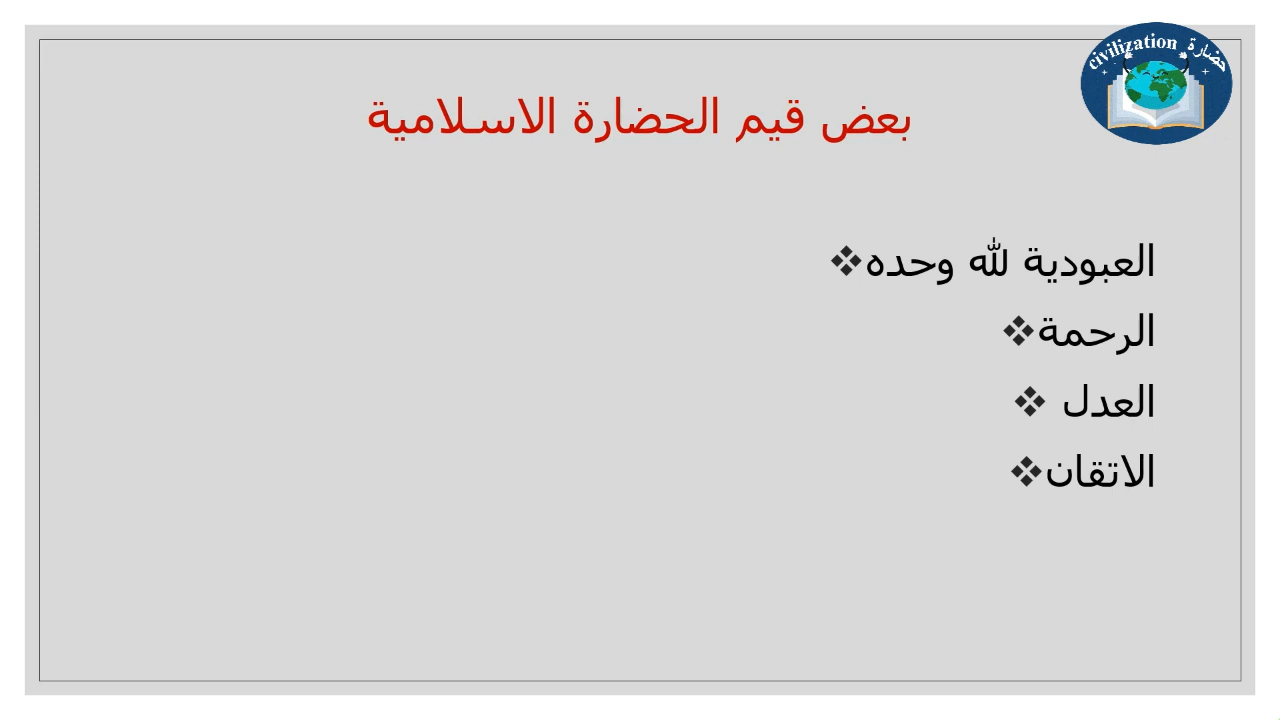 civilization حضارة
بعض قيم الحضارة الاسلامية
العبودية لله وحده
الرحمة
العدل
الاتقان